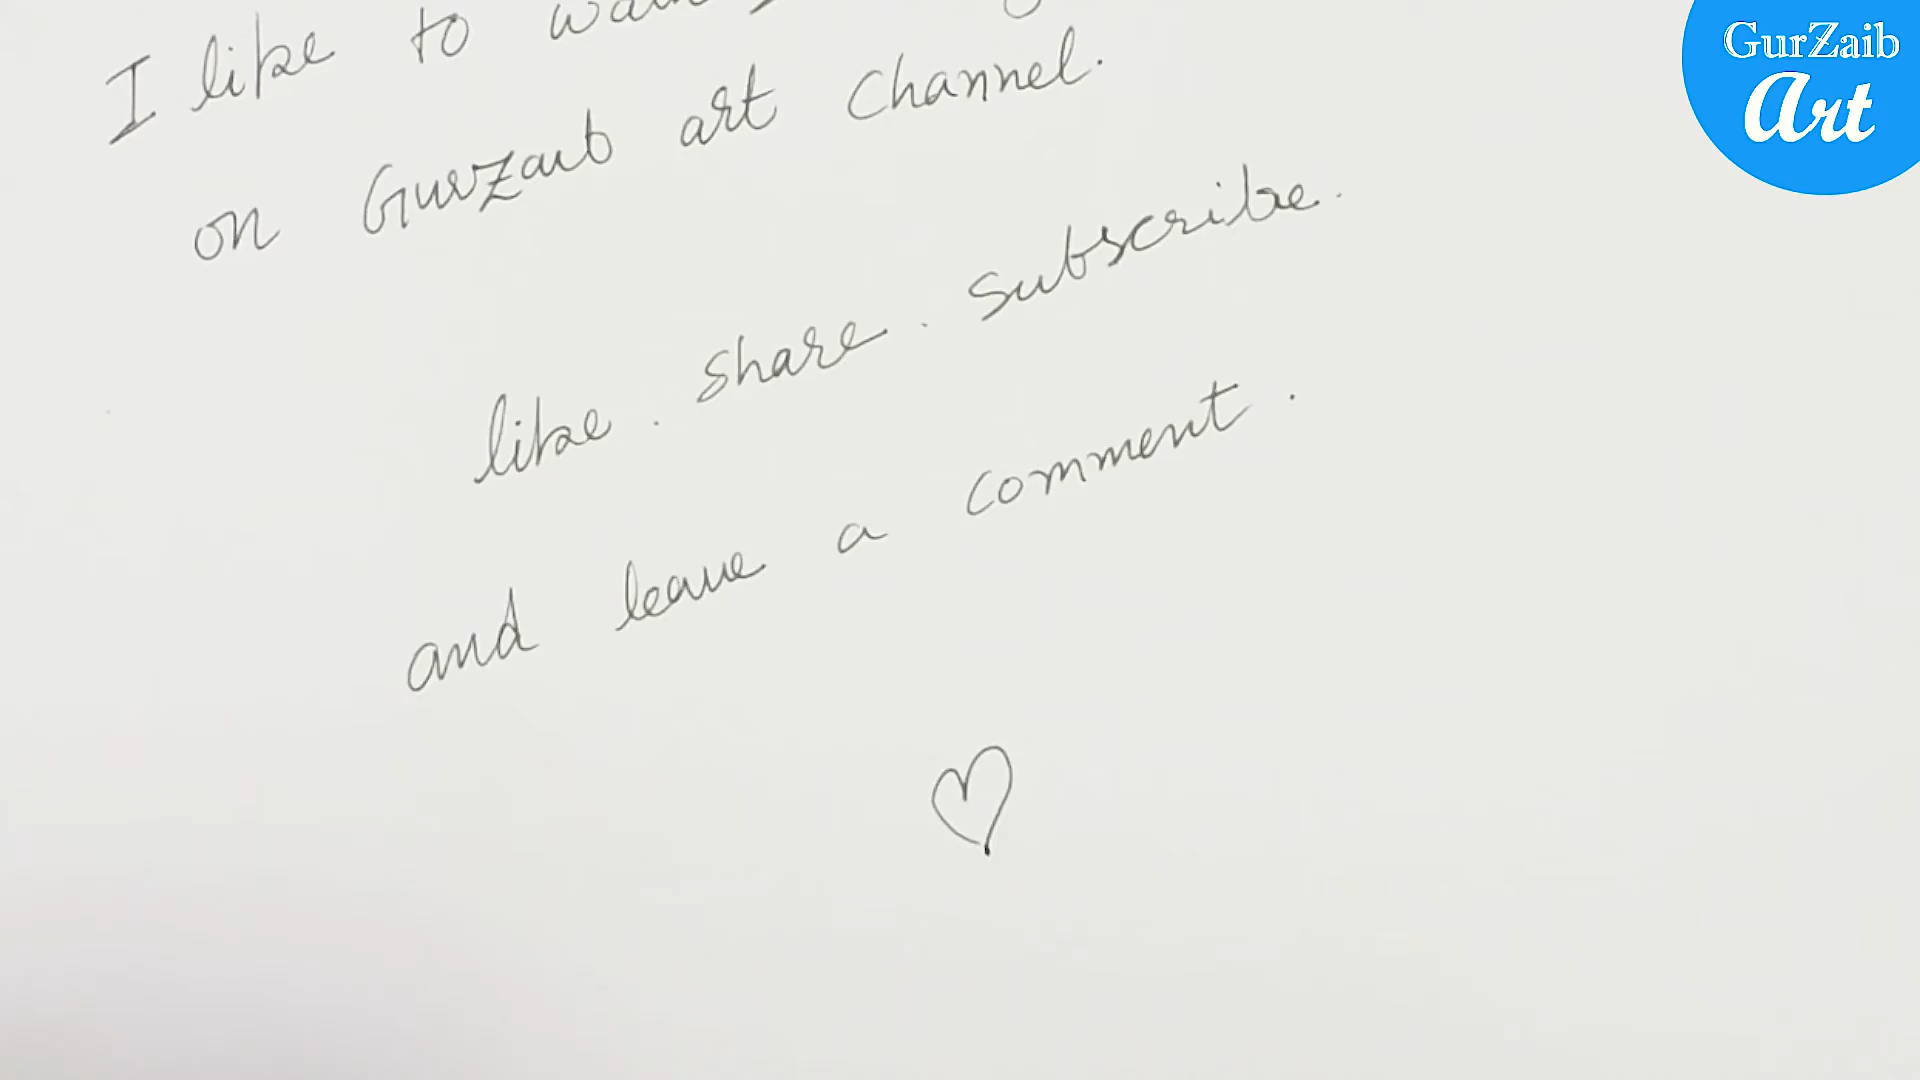 I like to
on GurZaib art Channel.
like . share . subscribe.
and leave a comment .
GurZaib
Art